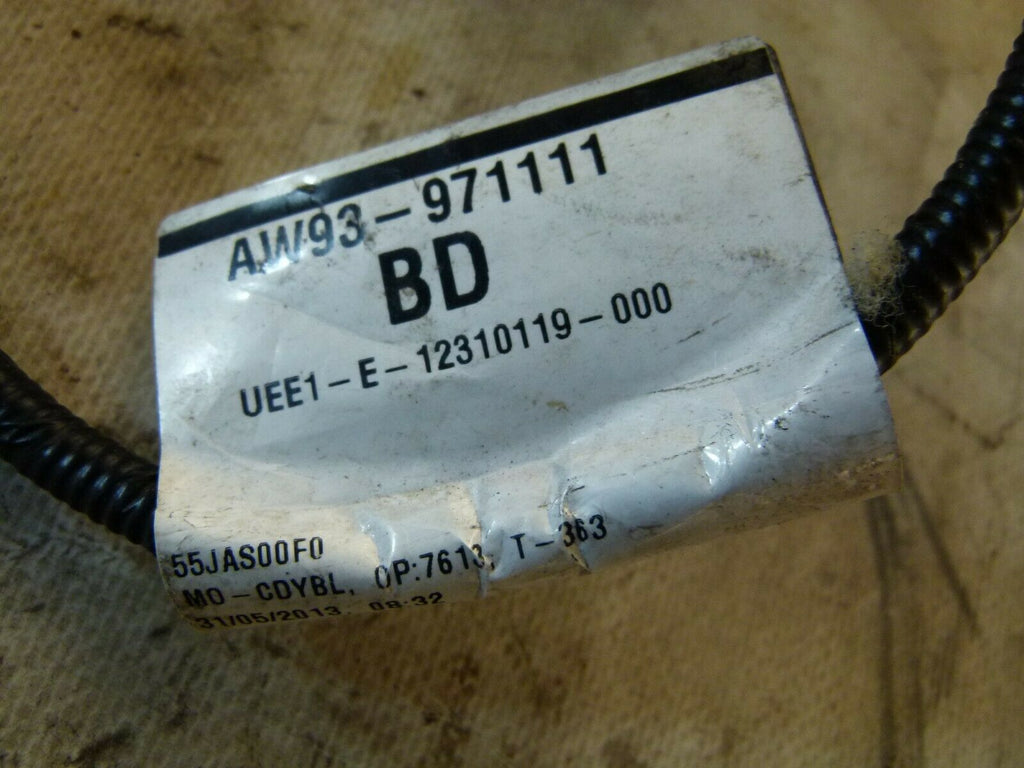 AW93-971111
BD
UEE1-E-12310119-000
55JAS00F0
MO-CDYBL, OP:7613, T-363
31/05/2013 08:32